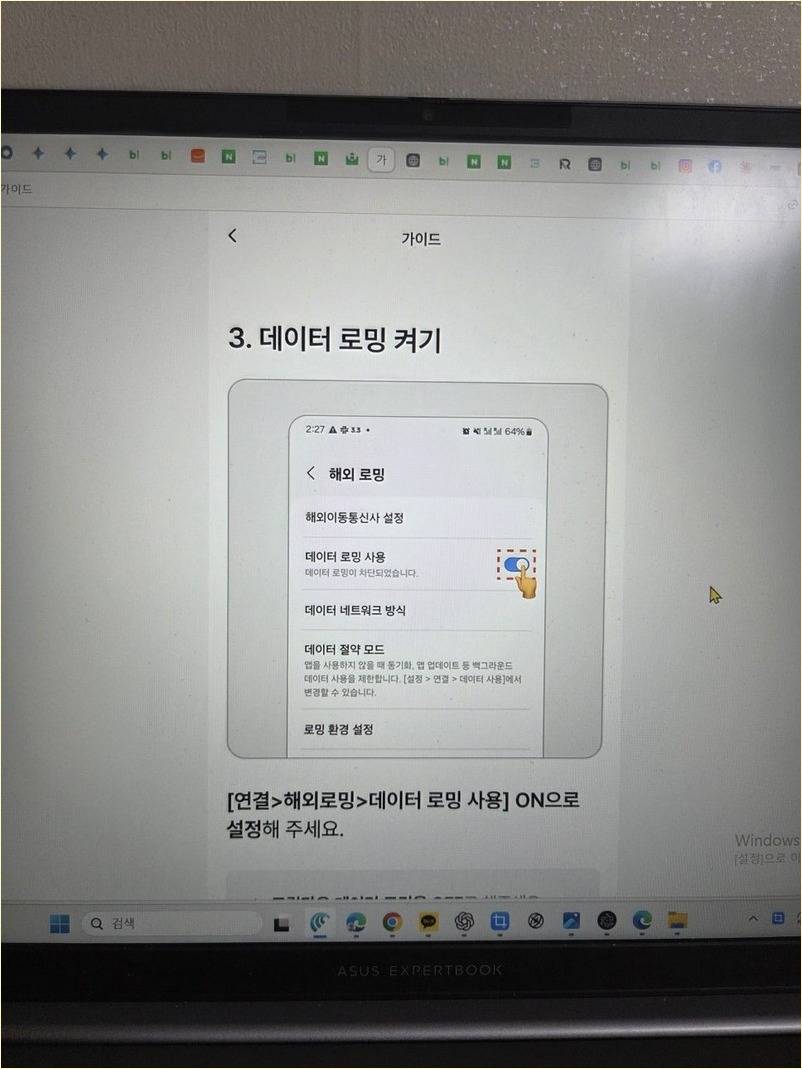 가이드
가이드
3. 데이터 로밍 켜기
2:27
64%
해외 로밍
해외이동통신사 설정
데이터 로밍 사용
데이터 로밍이 차단되었습니다.
데이터 네트워크 방식
데이터 절약 모드
앱을 사용하지 않을 때 동기화, 앱 업데이트 등 백그라운드
데이터 사용을 제한합니다. [설정 > 연결 > 데이터 사용]에서
변경할 수 있습니다.
로밍 환경 설정
[연결>해외로밍>데이터 로밍 사용] ON으로
설정해 주세요.
Windows
[설정]으로
검색
ASUS EXPERTBOOK